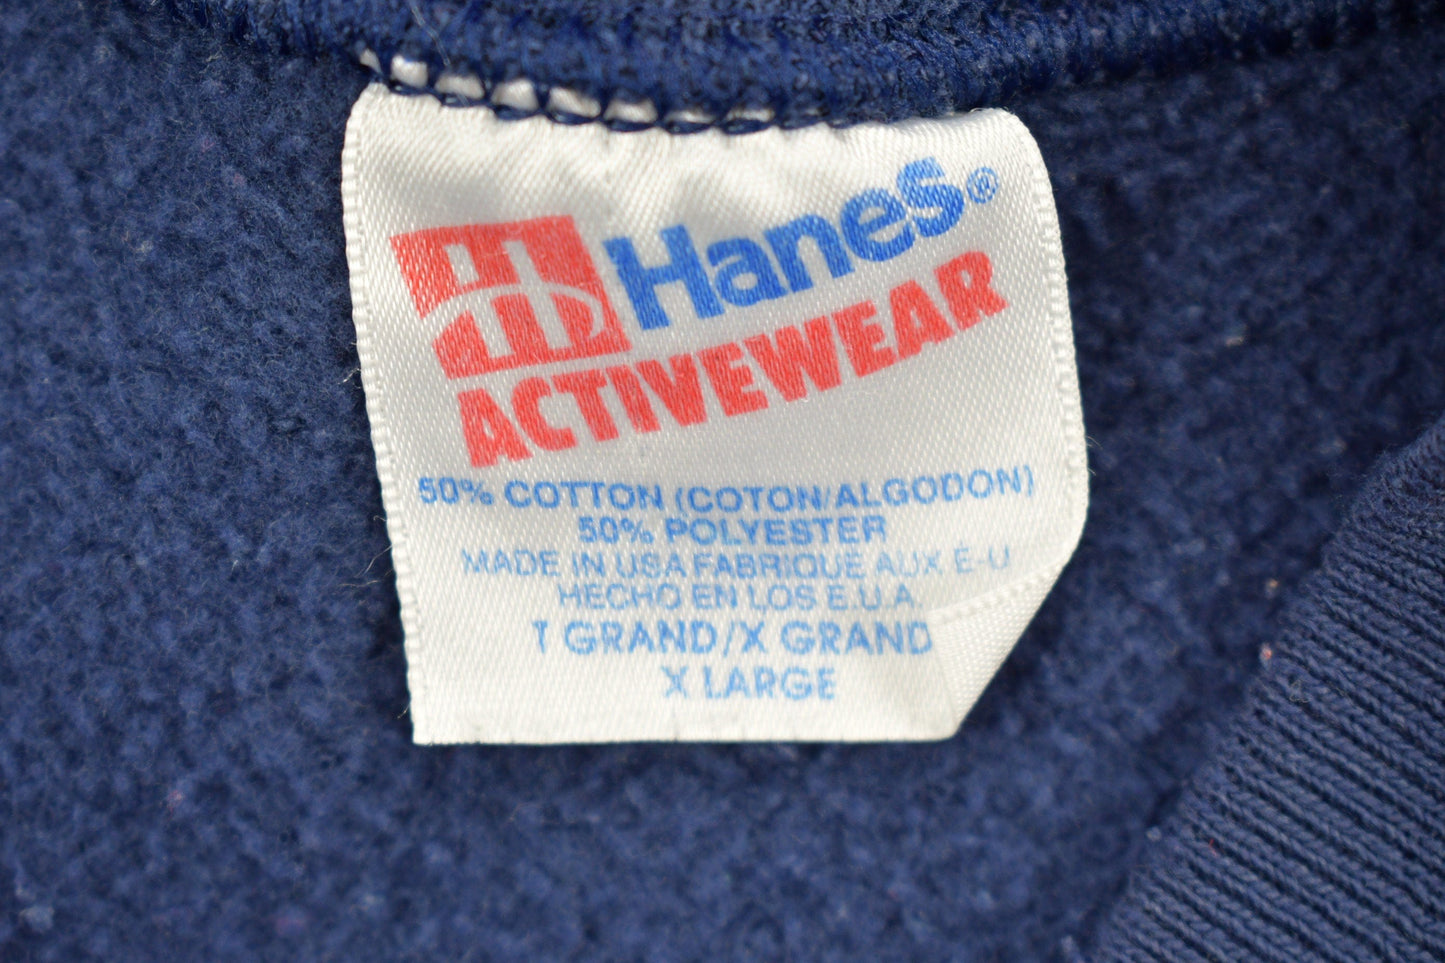 Hanes®
ACTIVEWEAR
50% COTTON (COTON/ALGODON)
50% POLYESTER
MADE IN USA FABRIQUE AUX E-U
HECHO EN LOS E.U.A.
T GRAND/X GRAND
X LARGE